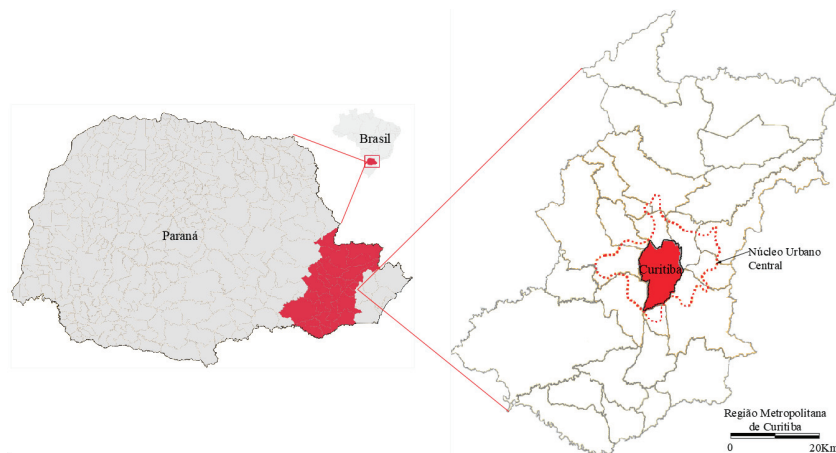 Brasil
Paraná
Curitiba
Núcleo Urbano
Central
Região Metropolitana
de Curitiba
0 20Km